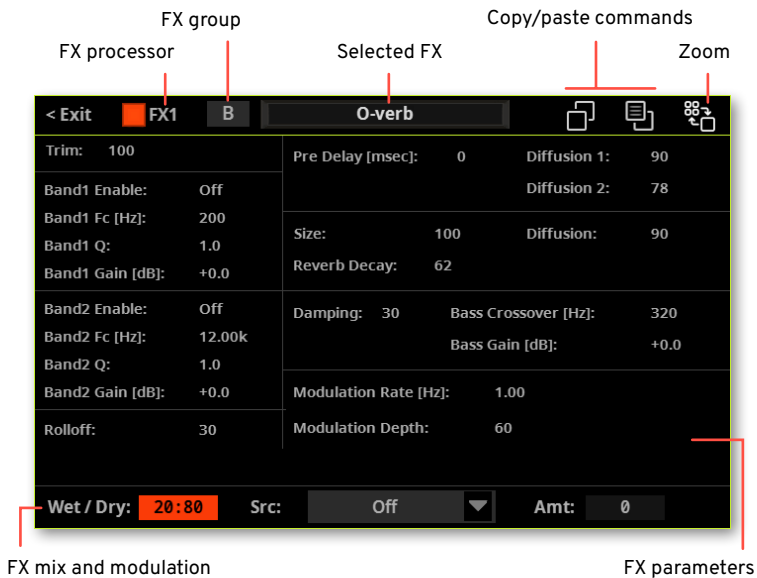 FX group
Copy/paste commands
FX processor
Selected FX
Zoom
< Exit FX1 B O-verb
Trim: 100
Band1 Enable: Off
Band1 Fc [Hz]: 200
Band1 Q: 1.0
Band1 Gain [dB]: +0.0
Band2 Enable: Off
Band2 Fc [Hz]: 12.00k
Band2 Q: 1.0
Band2 Gain [dB]: +0.0
Rolloff: 30
Pre Delay [msec]: 0 Diffusion 1: 90
Diffusion 2: 78
Size: 100 Diffusion: 90
Reverb Decay: 62
Damping: 30 Bass Crossover [Hz]: 320
Bass Gain [dB]: +0.0
Modulation Rate [Hz]: 1.00
Modulation Depth: 60
Wet / Dry: 20:80 Src: Off Amt: 0
FX mix and modulation
FX parameters